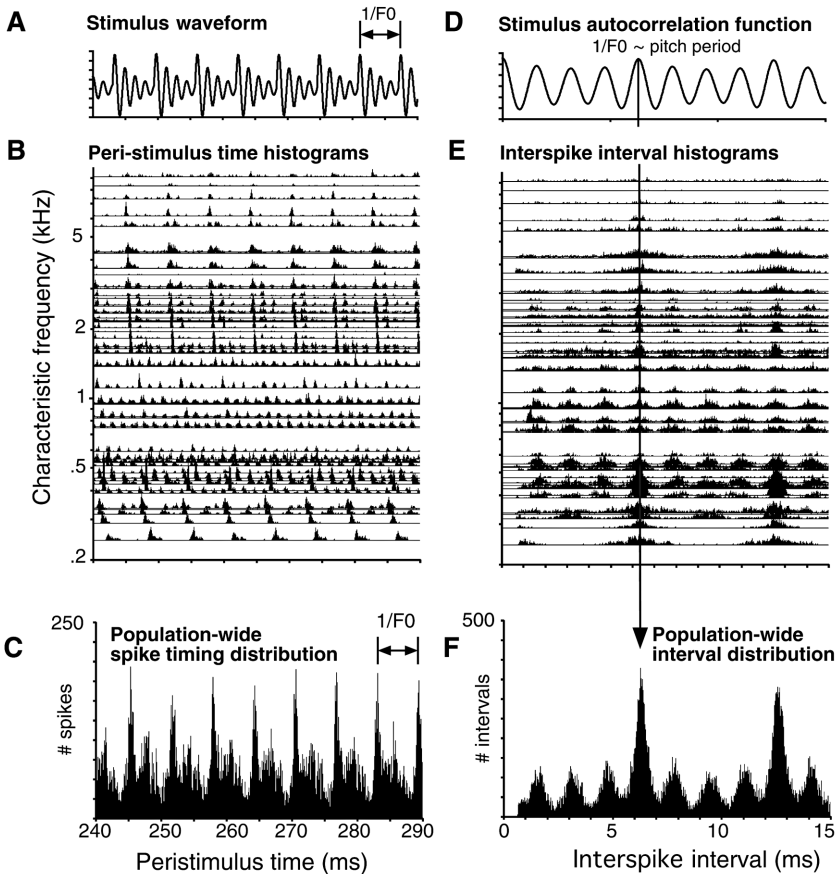 A
Stimulus waveform
1/F0
D
Stimulus autocorrelation function
1/F0 ~ pitch period
B
Peri-stimulus time histograms
Characteristic frequency (kHz)
5
2
1
.5
.2
E
Interspike interval histograms
C
250
Population-wide
spike timing distribution
1/F0
# spikes
240
250
260
270
280
290
Peristimulus time (ms)
F
500
Population-wide
interval distribution
# intervals
0
5
10
15
Interspike interval (ms)